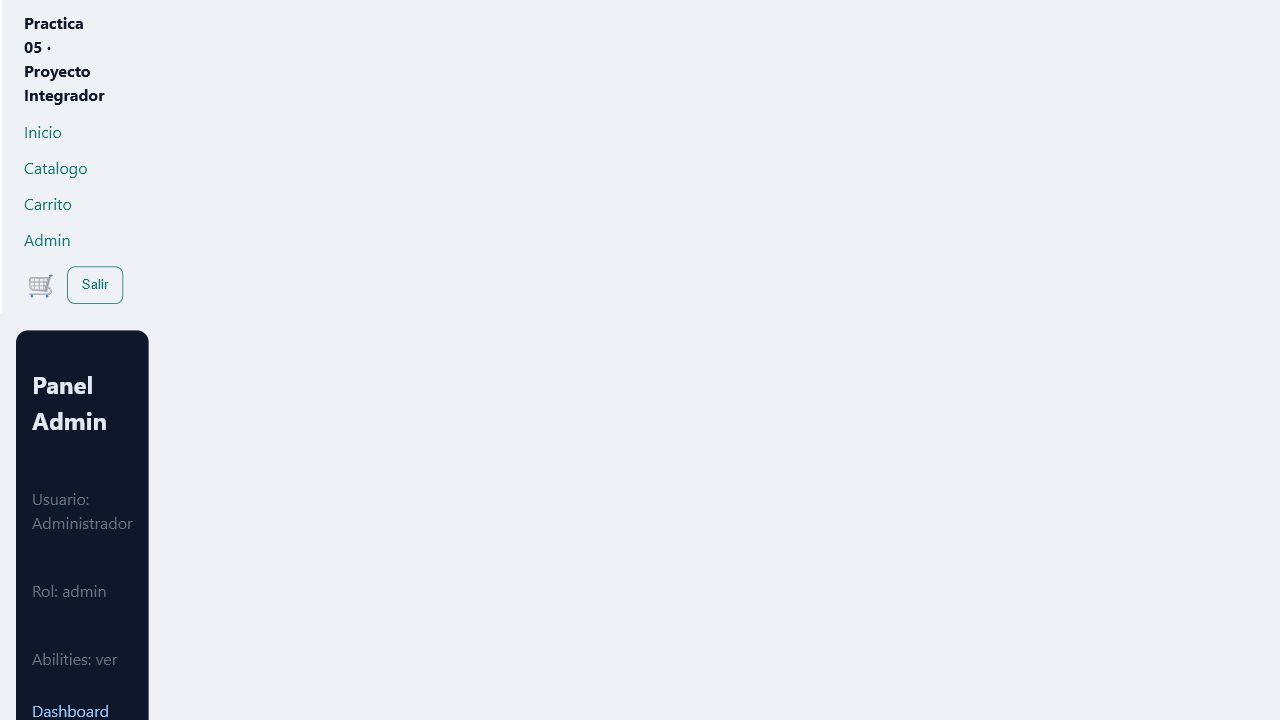 Practica
05 ·
Proyecto
Integrador
Inicio
Catalogo
Carrito
Admin
Salir
Panel
Admin
Usuario:
Administrador
Rol: admin
Abilities: ver
Dashboard